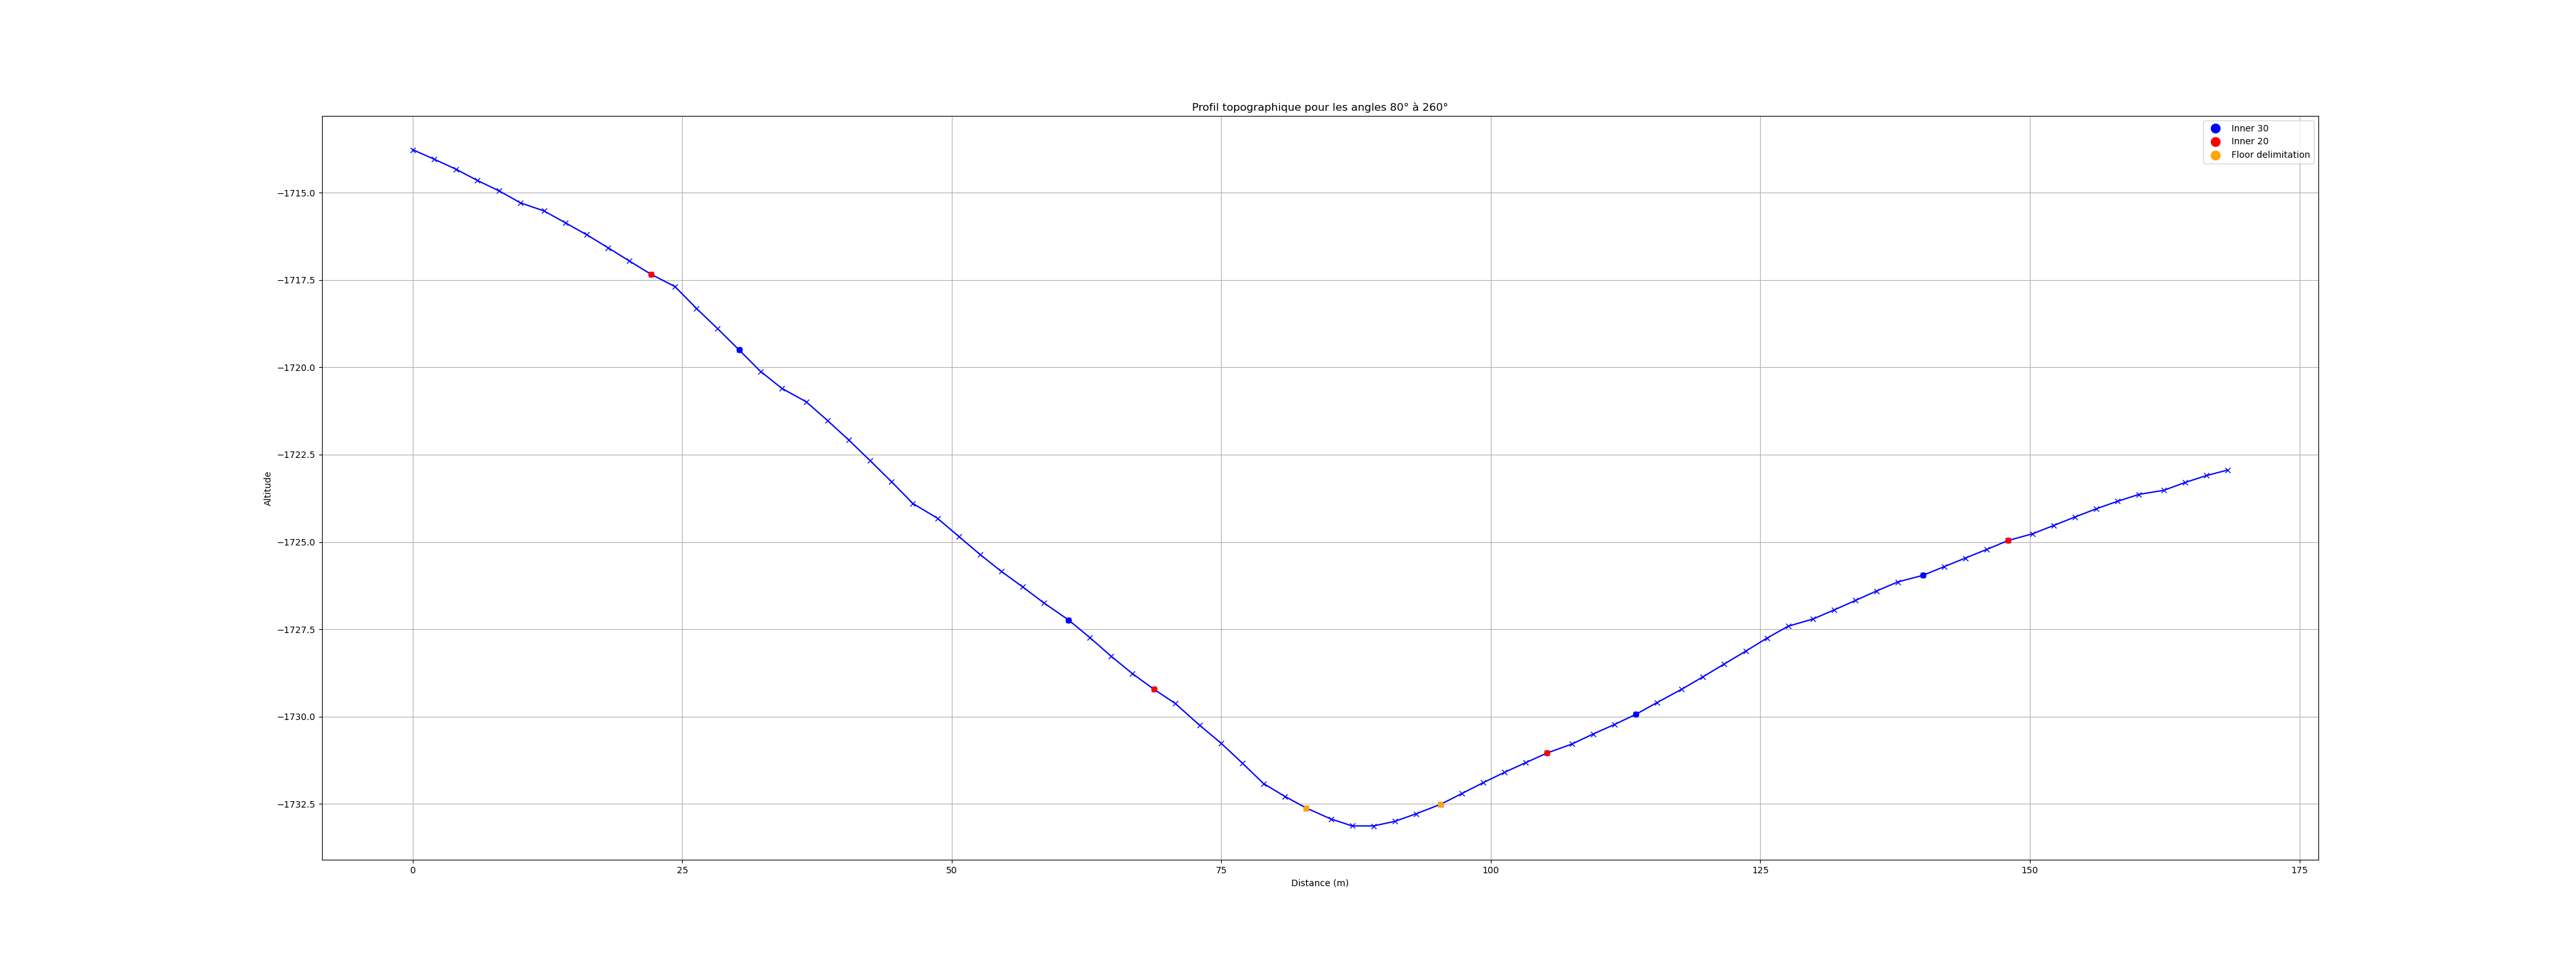 Profil topographique pour les angles 80° à 260°
Inner 30
Inner 20
Floor delimitation
−1715.0
−1717.5
−1720.0
−1722.5
−1725.0
−1727.5
−1730.0
−1732.5
Altitude
0 25 50 75 100 125 150 175
Distance (m)